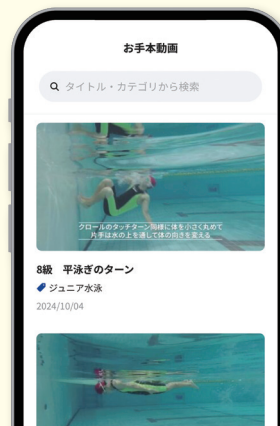 お手本動画
タイトル・カテゴリから検索
クロールのタッチターン同様に体を小さく丸めて
片手は水の上を通して体の向きを変える
8級　平泳ぎのターン
ジュニア水泳
2024/10/04